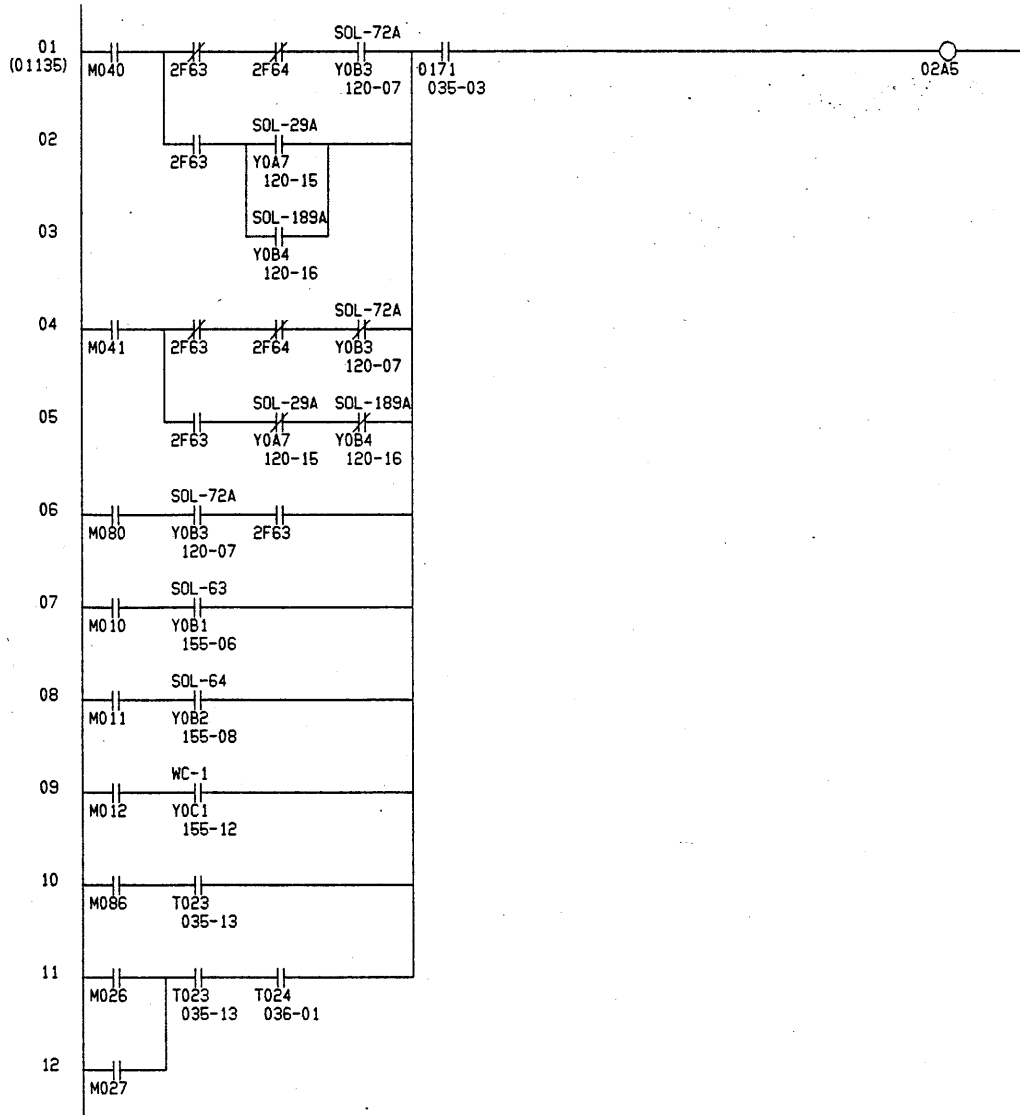 SOL-72A
01
(01135)
M040 2F63 2F64 Y0B3 0171 02A5
120-07 035-03
SOL-29A
02
2F63 Y0A7
120-15
SOL-189A
03
Y0B4
120-16
SOL-72A
04
M041 2F63 2F64 Y0B3
120-07
SOL-29A SOL-189A
05
2F63 Y0A7 Y0B4
120-15 120-16
SOL-72A
06
M080 Y0B3 2F63
120-07
SOL-63
07
M010 Y0B1
155-06
SOL-64
08
M011 Y0B2
155-08
WC-1
09
M012 Y0C1
155-12
10
M086 T023
035-13
11
M026 T023 T024
035-13 036-01
12
M027